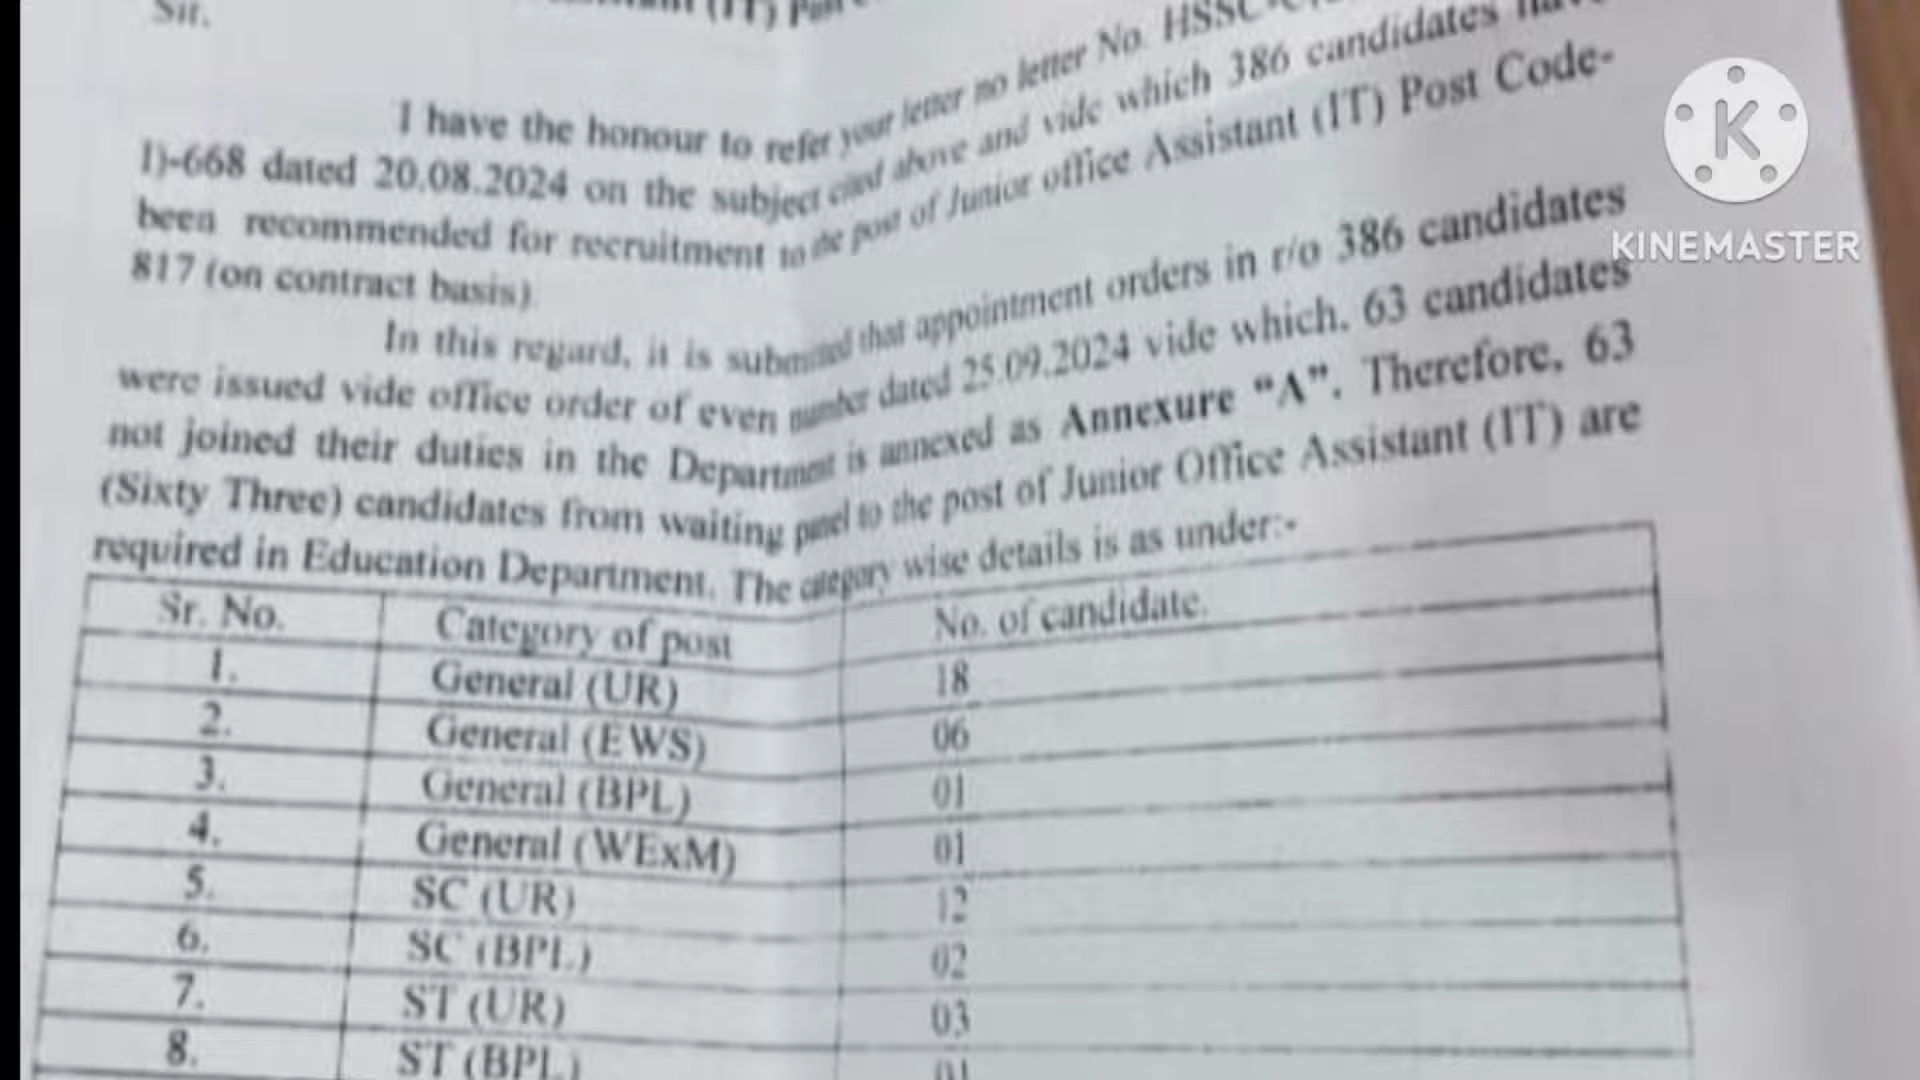 Sir.
(IT) Post
I have the honour to refer your letter no letter No. HSSC-
1)-668 dated 20.08.2024 on the subject cited above and vide which 386 candidates have
been recommended for recruitment to the post of Junior office Assistant (IT) Post Code-
817 (on contract basis)
In this regard, it is submitted that appointment orders in r/o 386 candidates
were issued vide office order of even number dated 25.09.2024 vide which, 63 candidates
not joined their duties in the Department is annexed as Annexure “A”. Therefore, 63
(Sixty Three) candidates from waiting panel to the post of Junior Office Assistant (IT) are
required in Education Department. The category wise details is as under:-
Sr. No. Category of post No. of candidate.
1. General (UR) 18
2. General (EWS) 06
3. General (BPL) 01
4. General (WExM) 01
5. SC (UR) 12
6. SC (BPL) 02
7. ST (UR) 03
8. ST (BPL) 01
K
KINEMASTER